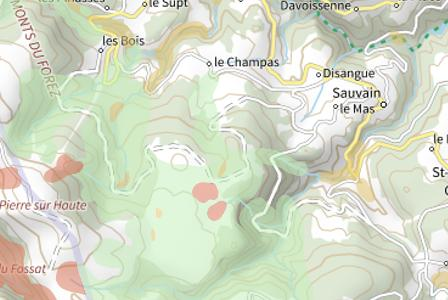 le Supt
Davoissenne
les Bois
MONTS DU FOREZ
le Champas
Disangue
Sauvain
le Mas
St-
Pierre sur Haute
du Fossat